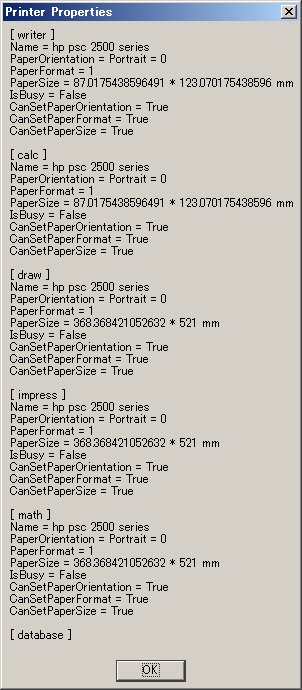 Printer Properties
[ writer ]
Name = hp psc 2500 series
PaperOrientation = Portrait = 0
PaperFormat = 1
PaperSize = 87.0175438596491 * 123.070175438596 mm
IsBusy = False
CanSetPaperOrientation = True
CanSetPaperFormat = True
CanSetPaperSize = True
[ calc ]
Name = hp psc 2500 series
PaperOrientation = Portrait = 0
PaperFormat = 1
PaperSize = 87.0175438596491 * 123.070175438596 mm
IsBusy = False
CanSetPaperOrientation = True
CanSetPaperFormat = True
CanSetPaperSize = True
[ draw ]
Name = hp psc 2500 series
PaperOrientation = Portrait = 0
PaperFormat = 1
PaperSize = 368.368421052632 * 521 mm
IsBusy = False
CanSetPaperOrientation = True
CanSetPaperFormat = True
CanSetPaperSize = True
[ impress ]
Name = hp psc 2500 series
PaperOrientation = Portrait = 0
PaperFormat = 1
PaperSize = 368.368421052632 * 521 mm
IsBusy = False
CanSetPaperOrientation = True
CanSetPaperFormat = True
CanSetPaperSize = True
[ math ]
Name = hp psc 2500 series
PaperOrientation = Portrait = 0
PaperFormat = 1
PaperSize = 368.368421052632 * 521 mm
IsBusy = False
CanSetPaperOrientation = True
CanSetPaperFormat = True
CanSetPaperSize = True
[ database ]
OK